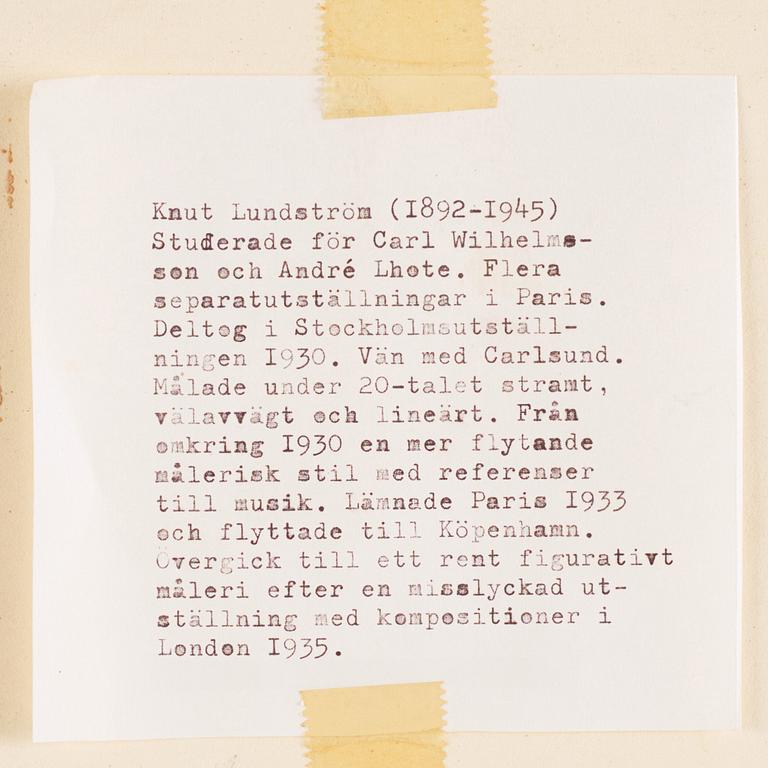 Knut Lundström (1892-1945)
Studerade för Carl Wilhelms-
son och André Lhote. Flera
separatutställningar i Paris.
Deltog i Stockholmsutställ-
ningen 1930. Vän med Carlsund.
Målade under 20-talet stramt,
välavvägt och lineärt. Från
omkring 1930 en mer flytande
målerisk stil med referenser
till musik. Lämnade Paris 1933
och flyttade till Köpenhamn.
Övergick till ett rent figurativt
måleri efter en misslyckad ut-
ställning med kompositioner i
London 1935.